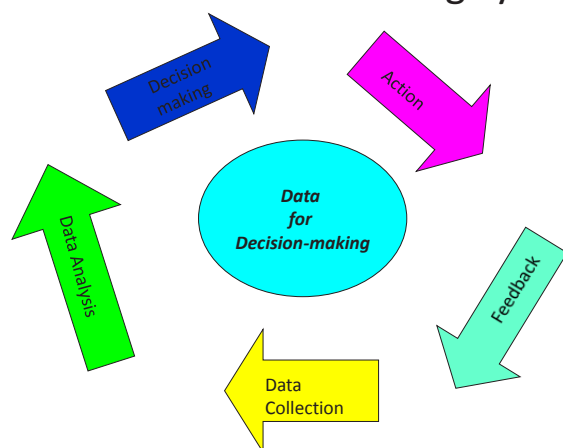 Decision
making
Action
Data
for
Decision-making
Data Analysis
Feedback
Data
Collection